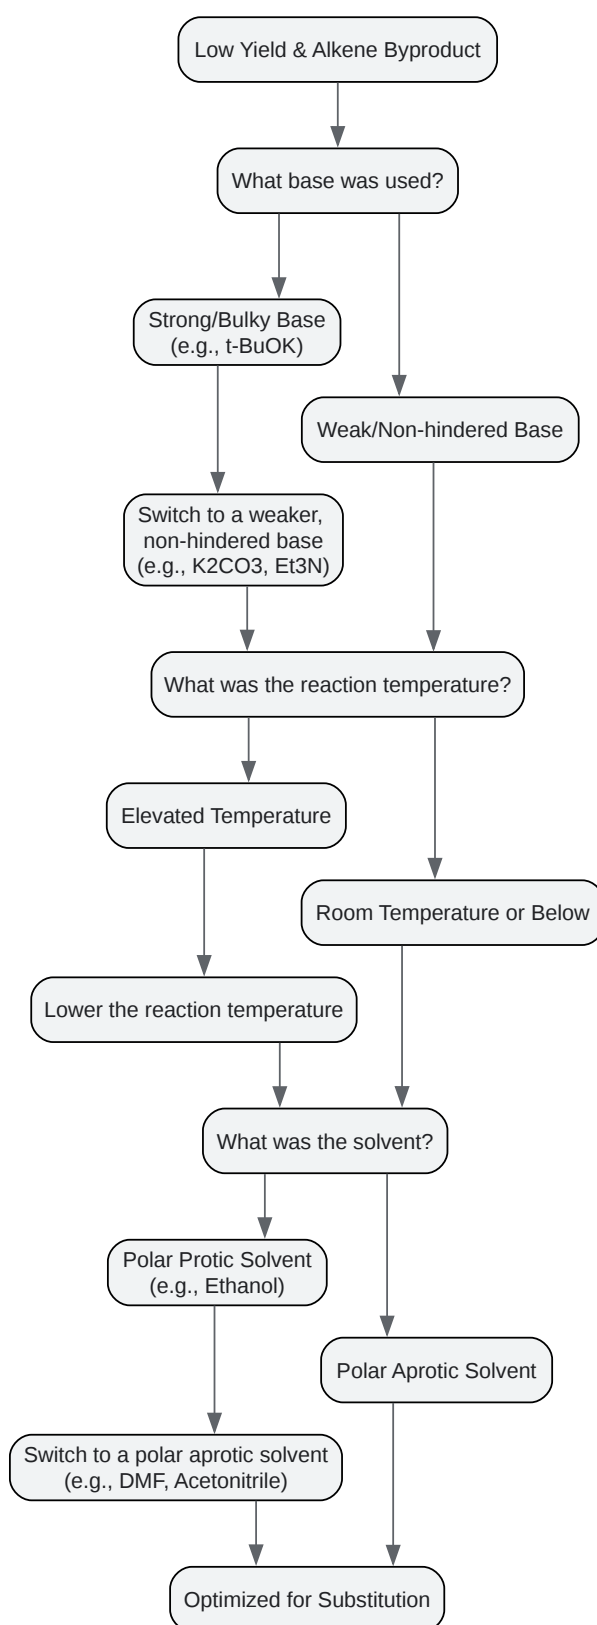 Low Yield & Alkene Byproduct
What base was used?
Strong/Bulky Base
(e.g., t-BuOK)
Weak/Non-hindered Base
Switch to a weaker,
non-hindered base
(e.g., K2CO3, Et3N)
What was the reaction temperature?
Elevated Temperature
Room Temperature or Below
Lower the reaction temperature
What was the solvent?
Polar Protic Solvent
(e.g., Ethanol)
Polar Aprotic Solvent
Switch to a polar aprotic solvent
(e.g., DMF, Acetonitrile)
Optimized for Substitution